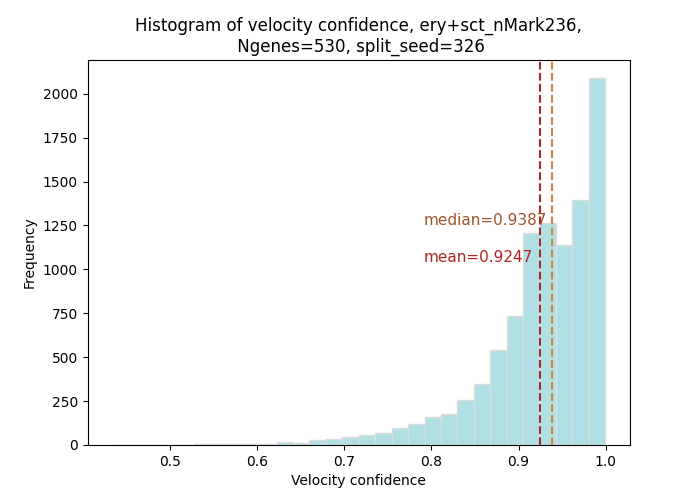 Histogram of velocity confidence, ery+sct_nMark236,
Ngenes=530, split_seed=326
2000
1750
1500
1250
1000
750
500
250
0
Frequency
median=0.9387
mean=0.9247
0.5 0.6 0.7 0.8 0.9 1.0
Velocity confidence